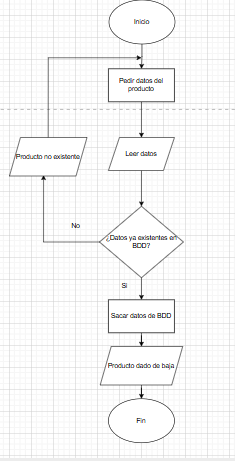 Inicio
Pedir datos del
producto
Producto no existente
Leer datos
No
¿Datos ya existentes en
BDD?
Si
Sacar datos de BDD
Producto dado de baja
Fin